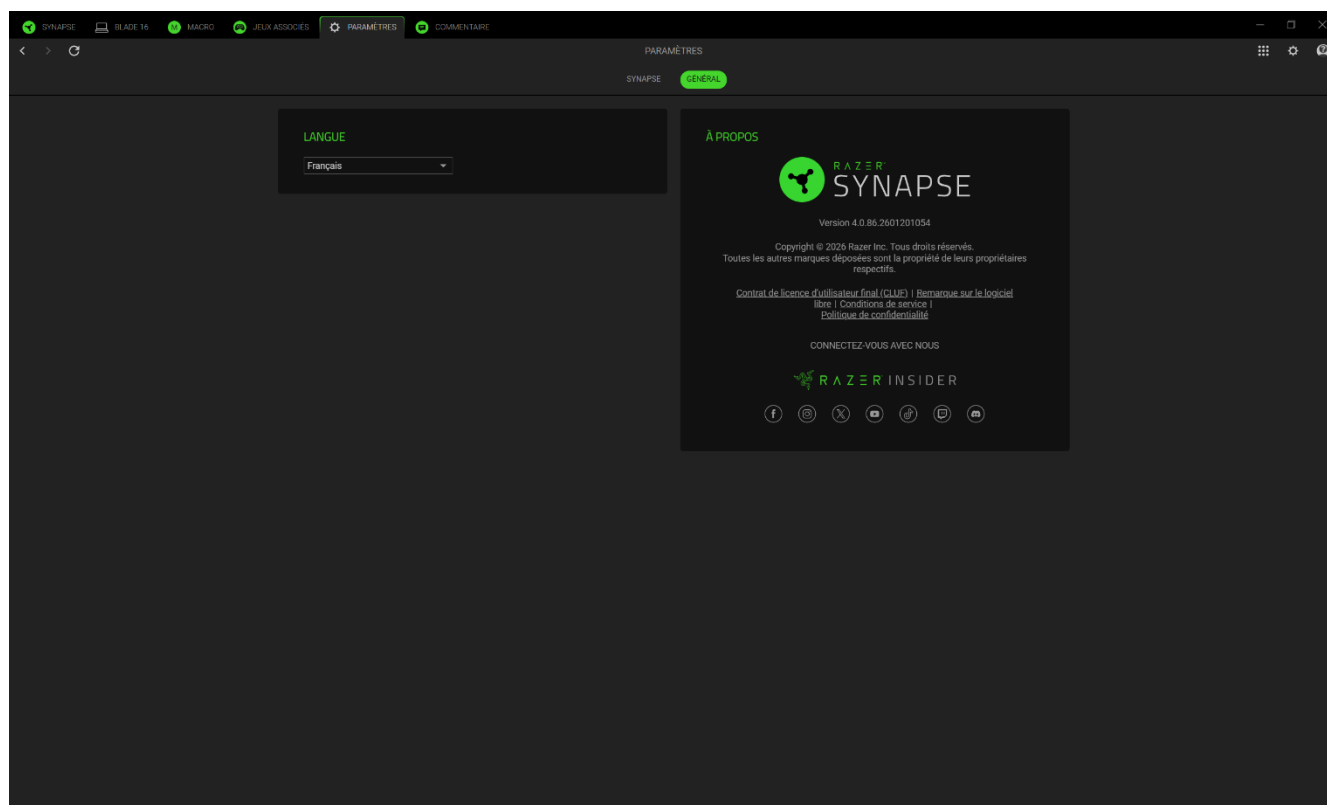 SYNAPSE
BLADE 16
MACRO
JEUX ASSOCIÉS
PARAMÈTRES
COMMENTAIRE
PARAMÈTRES
SYNAPSE
GÉNÉRAL
LANGUE
Français
À PROPOS
RAZER
SYNAPSE
Version 4.0.86.2601201054
Copyright © 2026 Razer Inc. Tous droits réservés.
Toutes les autres marques déposées sont la propriété de leurs propriétaires
respectifs.
Contrat de licence d'utilisateur final (CLUF) | Remarque sur le logiciel
libre | Conditions de service |
Politique de confidentialité
CONNECTEZ-VOUS AVEC NOUS
RAZER INSIDER